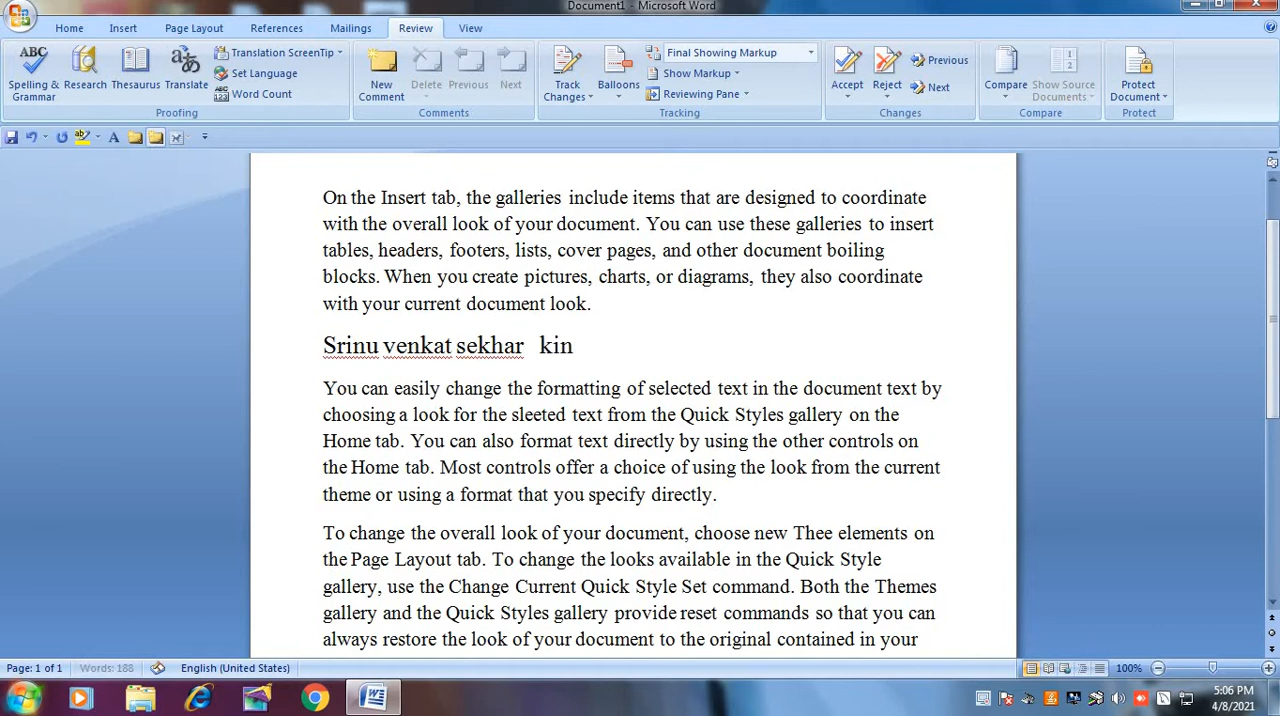 Document1 - Microsoft Word
Home Insert Page Layout References Mailings Review View
ABC Translation ScreenTip Final Showing Markup Previous
Set Language Show Markup
Spelling & Grammar Research Thesaurus Translate ABC 123 Word Count New Comment Delete Previous Next Track Changes Balloons Reviewing Pane Accept Reject Next Compare Show Source Documents Protect Document
Proofing Comments Tracking Changes Compare Protect
On the Insert tab, the galleries include items that are designed to coordinate
with the overall look of your document. You can use these galleries to insert
tables, headers, footers, lists, cover pages, and other document boiling
blocks. When you create pictures, charts, or diagrams, they also coordinate
with your current document look.
Srinu venkat sekhar kin
You can easily change the formatting of selected text in the document text by
choosing a look for the sleeted text from the Quick Styles gallery on the
Home tab. You can also format text directly by using the other controls on
the Home tab. Most controls offer a choice of using the look from the current
theme or using a format that you specify directly.
To change the overall look of your document, choose new Thee elements on
the Page Layout tab. To change the looks available in the Quick Style
gallery, use the Change Current Quick Style Set command. Both the Themes
gallery and the Quick Styles gallery provide reset commands so that you can
always restore the look of your document to the original contained in your
Page: 1 of 1 Words: 188 English (United States) 100%
5:06 PM
4/8/2021